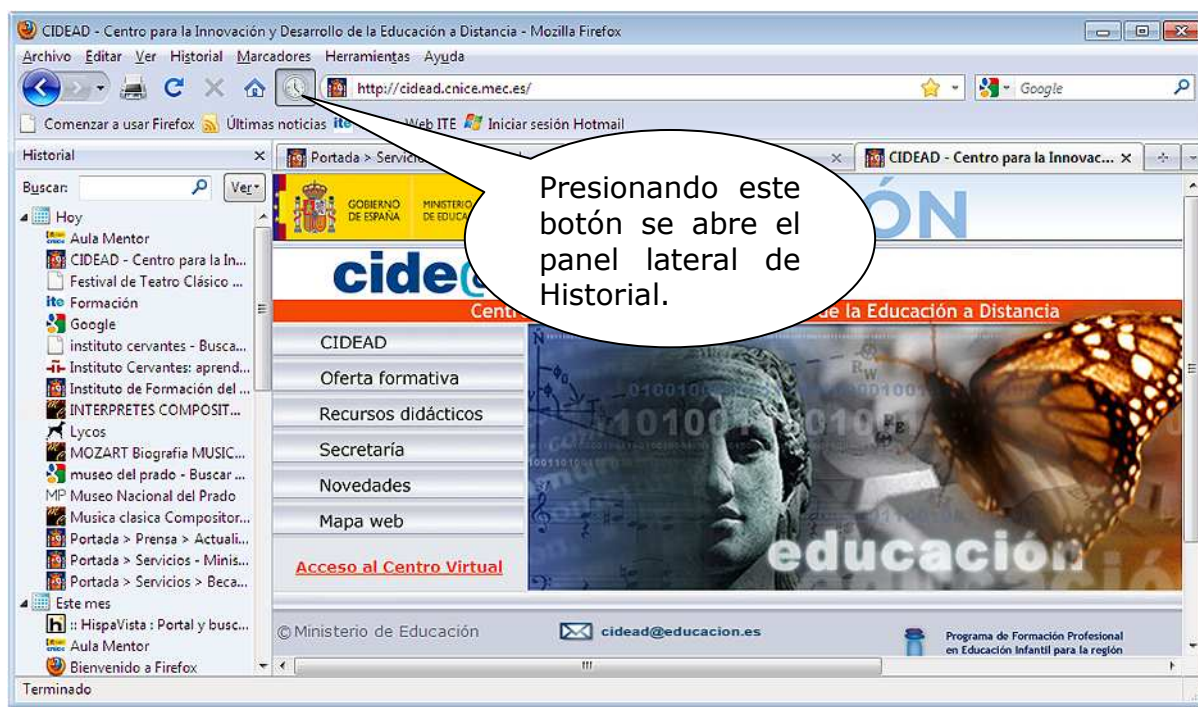 CIDEAD - Centro para la Innovación y Desarrollo de la Educación a Distancia - Mozilla Firefox
Archivo Editar Ver Historial Marcadores Herramientas Ayuda
http://cidead.cnice.mec.es/
Google
Comenzar a usar Firefox Últimas noticias ite Web ITE Iniciar sesión Hotmail
Historial
Portada > Servic
CIDEAD - Centro para la Innovac...
Buscar:
Ver
Hoy
Aula Mentor
CIDEAD - Centro para la In...
Festival de Teatro Clásico ...
ite Formación
Google
instituto cervantes - Busca...
Instituto Cervantes: aprend...
Instituto de Formación del ...
INTERPRETES COMPOSIT...
Lycos
MOZART Biografia MUSIC...
museo del prado - Buscar ...
MP Museo Nacional del Prado
Musica clasica Compositor...
Portada > Prensa > Actuali...
Portada > Servicios - Minis...
Portada > Servicios > Beca...
Este mes
h :: HispaVista : Portal y busc...
Aula Mentor
Bienvenido a Firefox
GOBIERNO
DE ESPAÑA
MINISTERIO
DE EDUCA
ÓN
cide@
Cent
de la Educación a Distancia
Presionando este
botón se abre el
panel lateral de
Historial.
CIDEAD
Oferta formativa
Recursos didácticos
Secretaría
Novedades
Mapa web
Acceso al Centro Virtual
educación
© Ministerio de Educación
cidead@educacion.es
Programa de Formación Profesional
en Educación Infantil para la región
Terminado